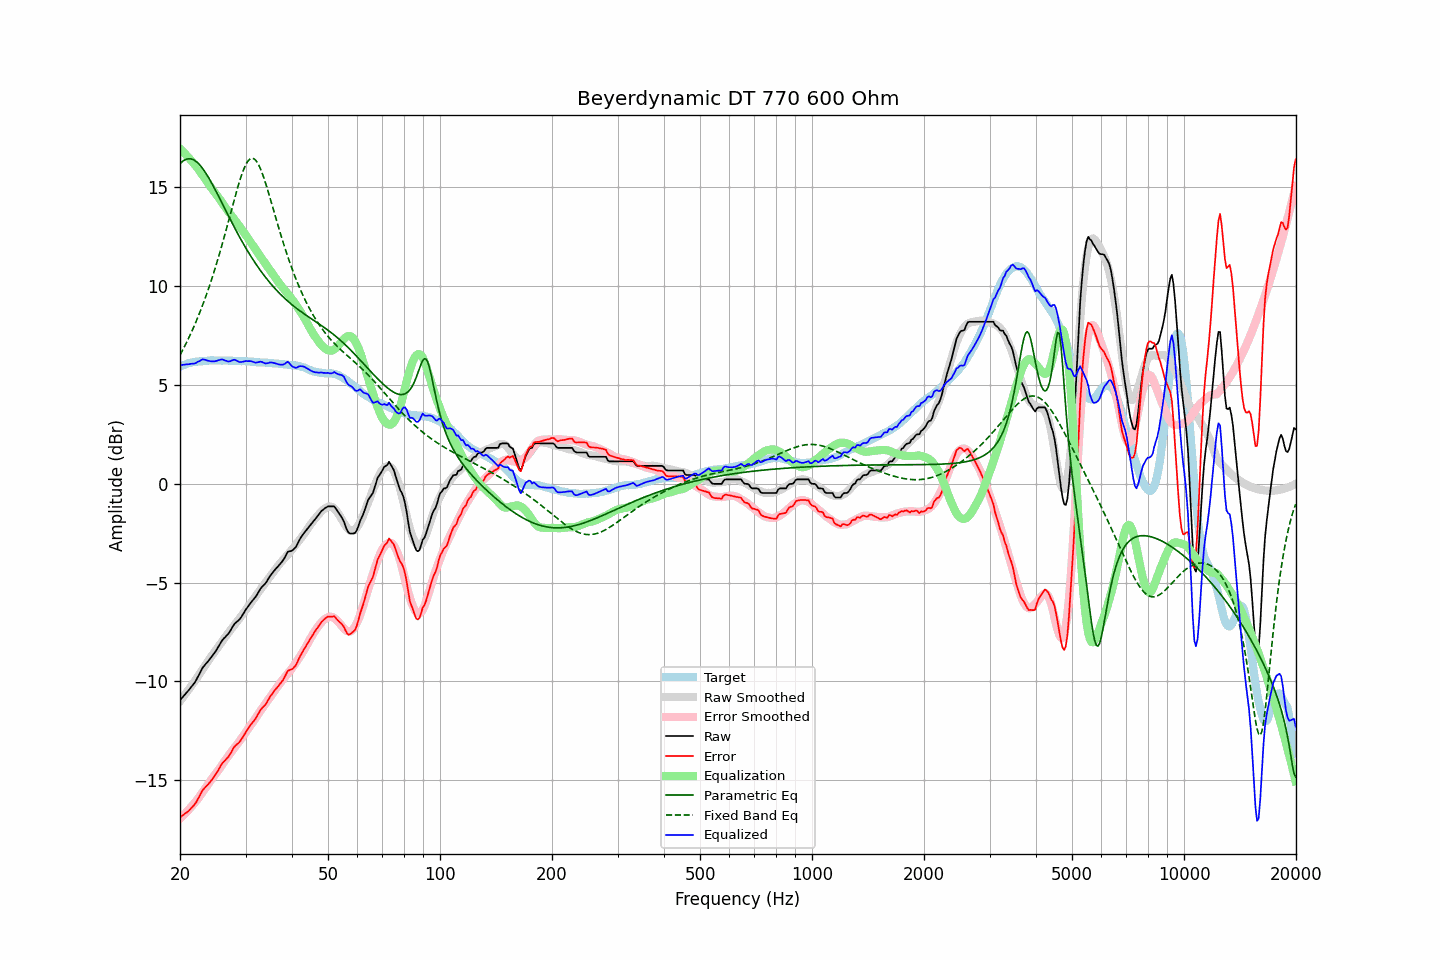 Beyerdynamic DT 770 600 Ohm
Amplitude (dBr)
15
10
5
0
−5
−10
−15
Target
Raw Smoothed
Error Smoothed
Raw
Error
Equalization
Parametric Eq
Fixed Band Eq
Equalized
20 50 100 200 500 1000 2000 5000 10000 20000
Frequency (Hz)